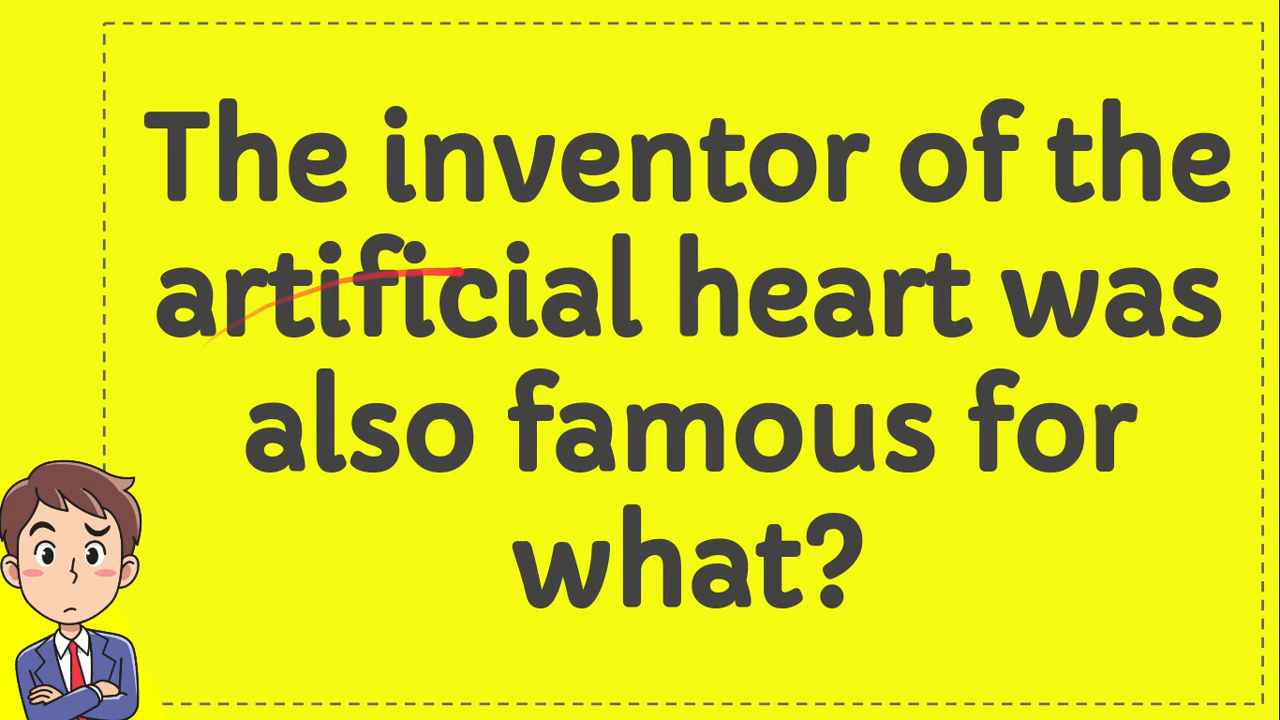 The inventor of the
artificial heart was
also famous for
what?